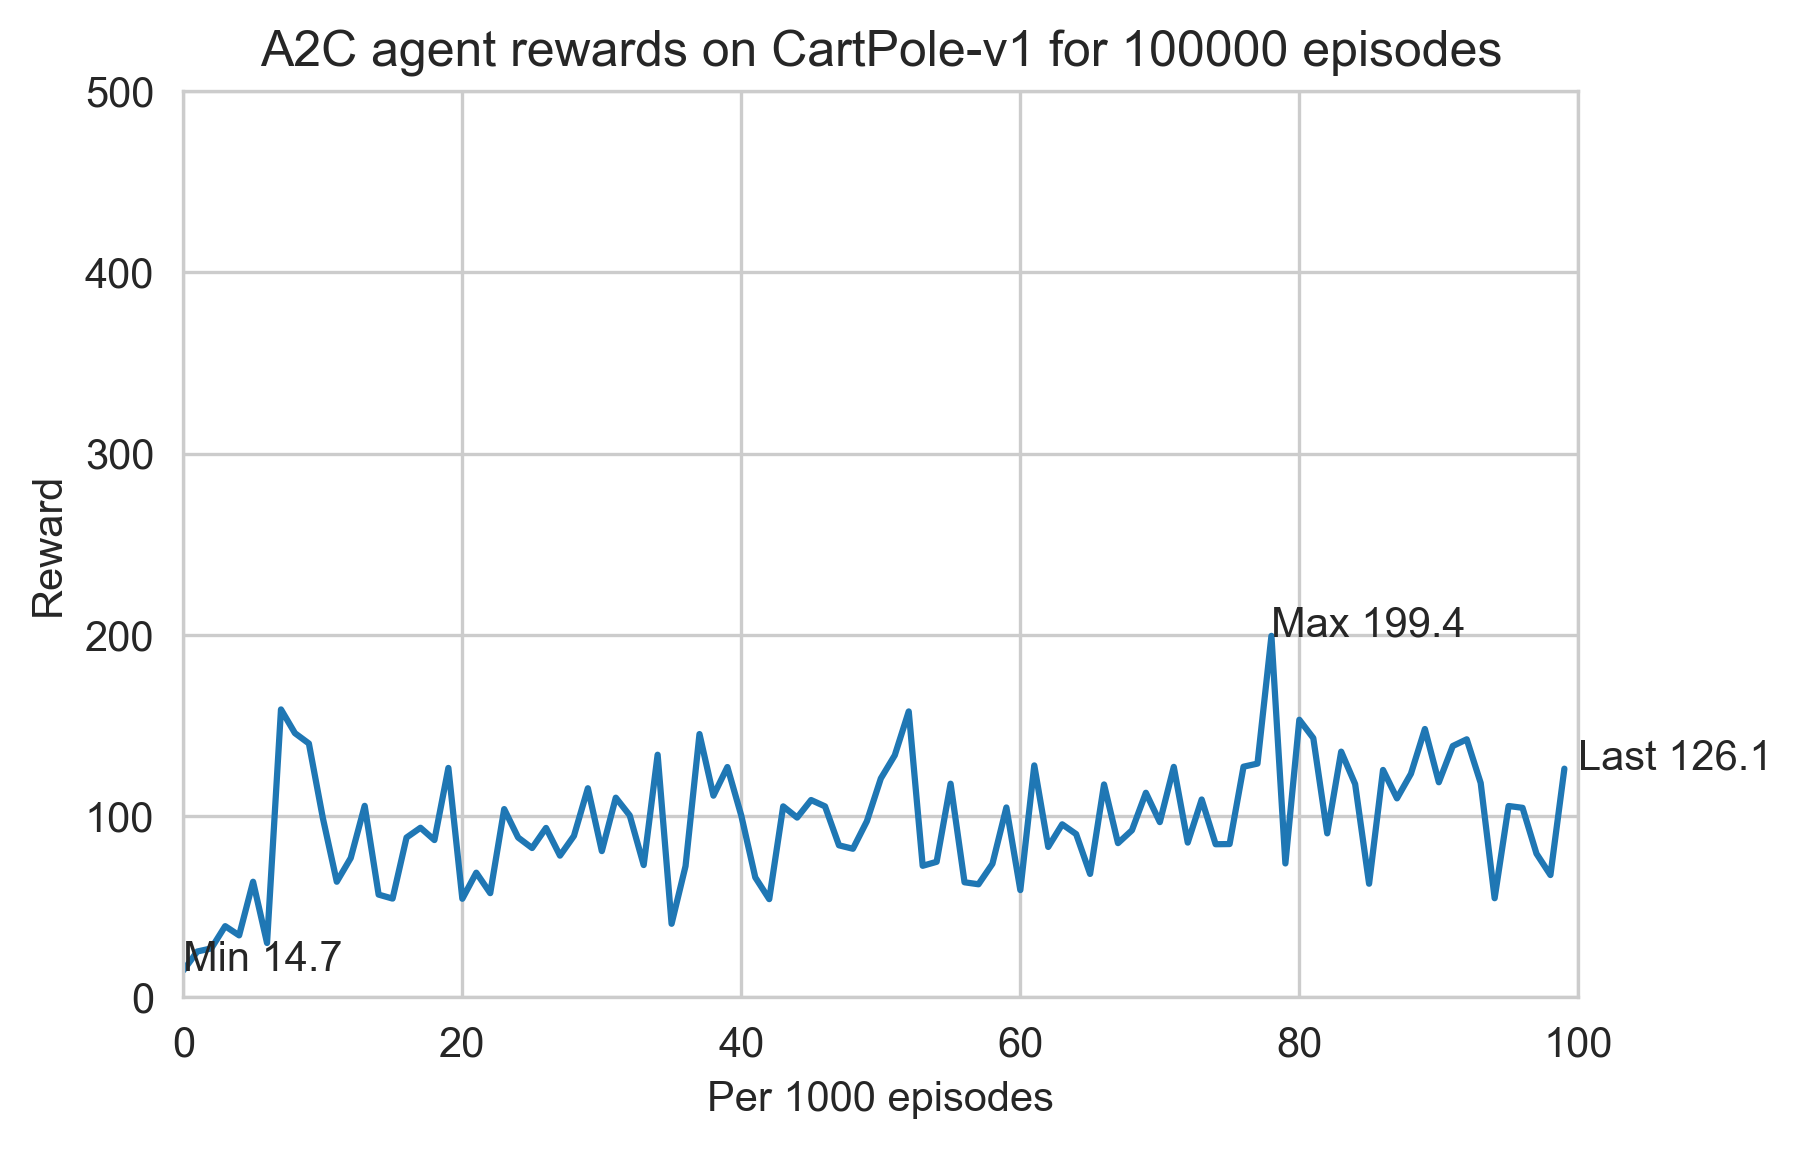 A2C agent rewards on CartPole-v1 for 100000 episodes
500
400
300
200
100
0
Reward
Max 199.4
Last 126.1
Min 14.7
0 20 40 60 80 100
Per 1000 episodes